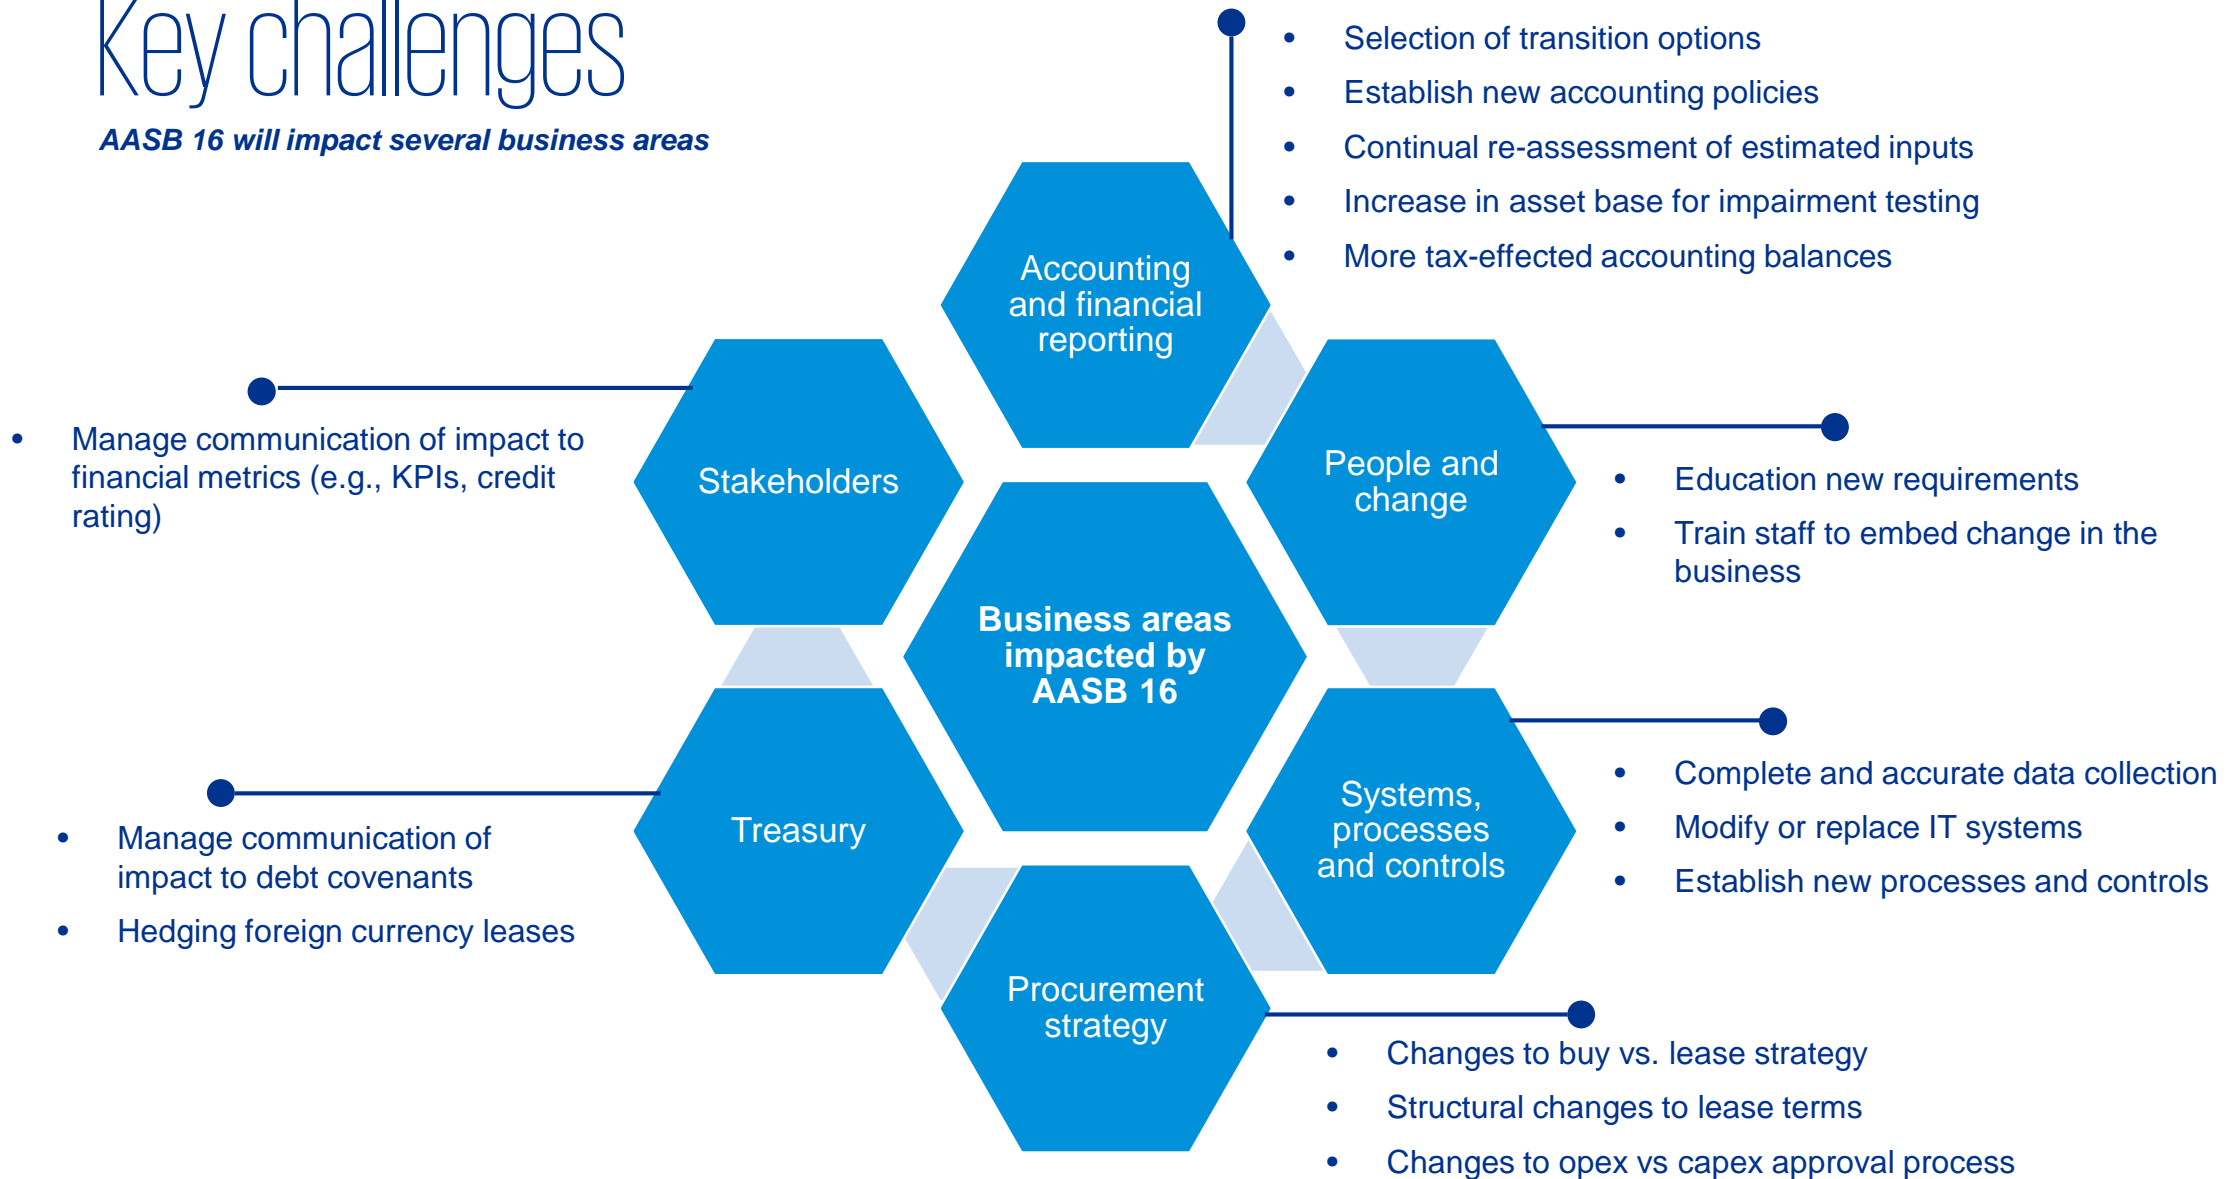 Key challenges
AASB 16 will impact several business areas
• Selection of transition options
• Establish new accounting policies
• Continual re-assessment of estimated inputs
• Increase in asset base for impairment testing
• More tax-effected accounting balances
Accounting
and financial
reporting
• Manage communication of impact to
financial metrics (e.g., KPIs, credit
rating)
Stakeholders
People and
change
• Education new requirements
• Train staff to embed change in the
business
Business areas
impacted by
AASB 16
• Manage communication of
impact to debt covenants
• Hedging foreign currency leases
Treasury
Systems,
processes
and controls
• Complete and accurate data collection
• Modify or replace IT systems
• Establish new processes and controls
Procurement
strategy
• Changes to buy vs. lease strategy
• Structural changes to lease terms
• Changes to opex vs capex approval process